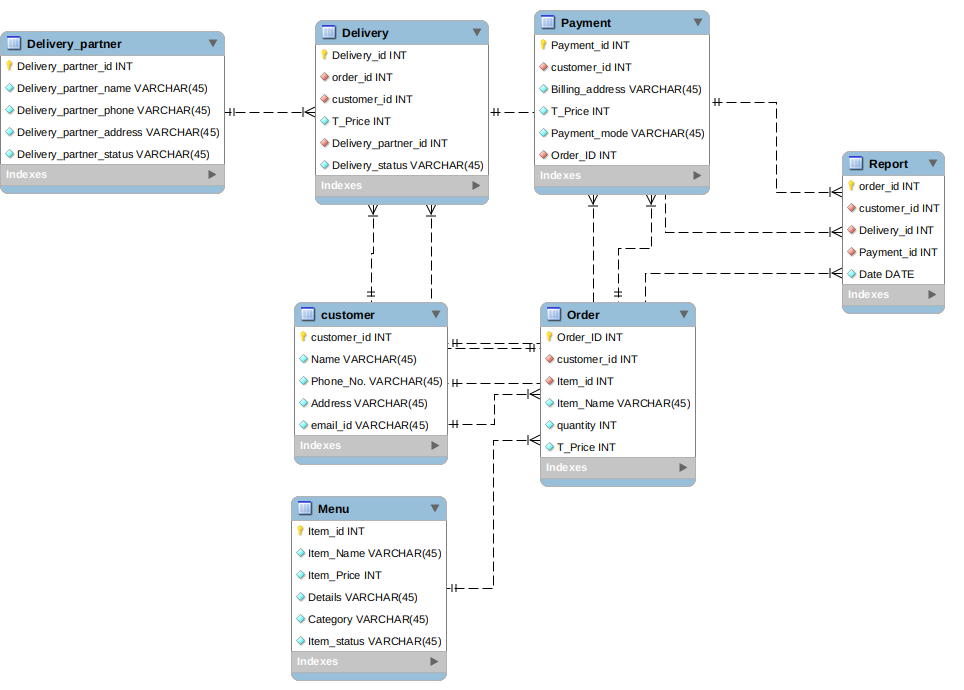 Delivery_partner
Delivery_partner_id INT
Delivery_partner_name VARCHAR(45)
Delivery_partner_phone VARCHAR(45)
Delivery_partner_address VARCHAR(45)
Delivery_partner_status VARCHAR(45)
Indexes
Delivery
Delivery_id INT
order_id INT
customer_id INT
T_Price INT
Delivery_partner_id INT
Delivery_status VARCHAR(45)
Indexes
Payment
Payment_id INT
customer_id INT
Billing_address VARCHAR(45)
T_Price INT
Payment_mode VARCHAR(45)
Order_ID INT
Indexes
Report
order_id INT
customer_id INT
Delivery_id INT
Payment_id INT
Date DATE
Indexes
customer
customer_id INT
Name VARCHAR(45)
Phone_No. VARCHAR(45)
Address VARCHAR(45)
email_id VARCHAR(45)
Indexes
Order
Order_ID INT
customer_id INT
Item_id INT
Item_Name VARCHAR(45)
quantity INT
T_Price INT
Indexes
Menu
Item_id INT
Item_Name VARCHAR(45)
Item_Price INT
Details VARCHAR(45)
Category VARCHAR(45)
Item_status VARCHAR(45)
Indexes